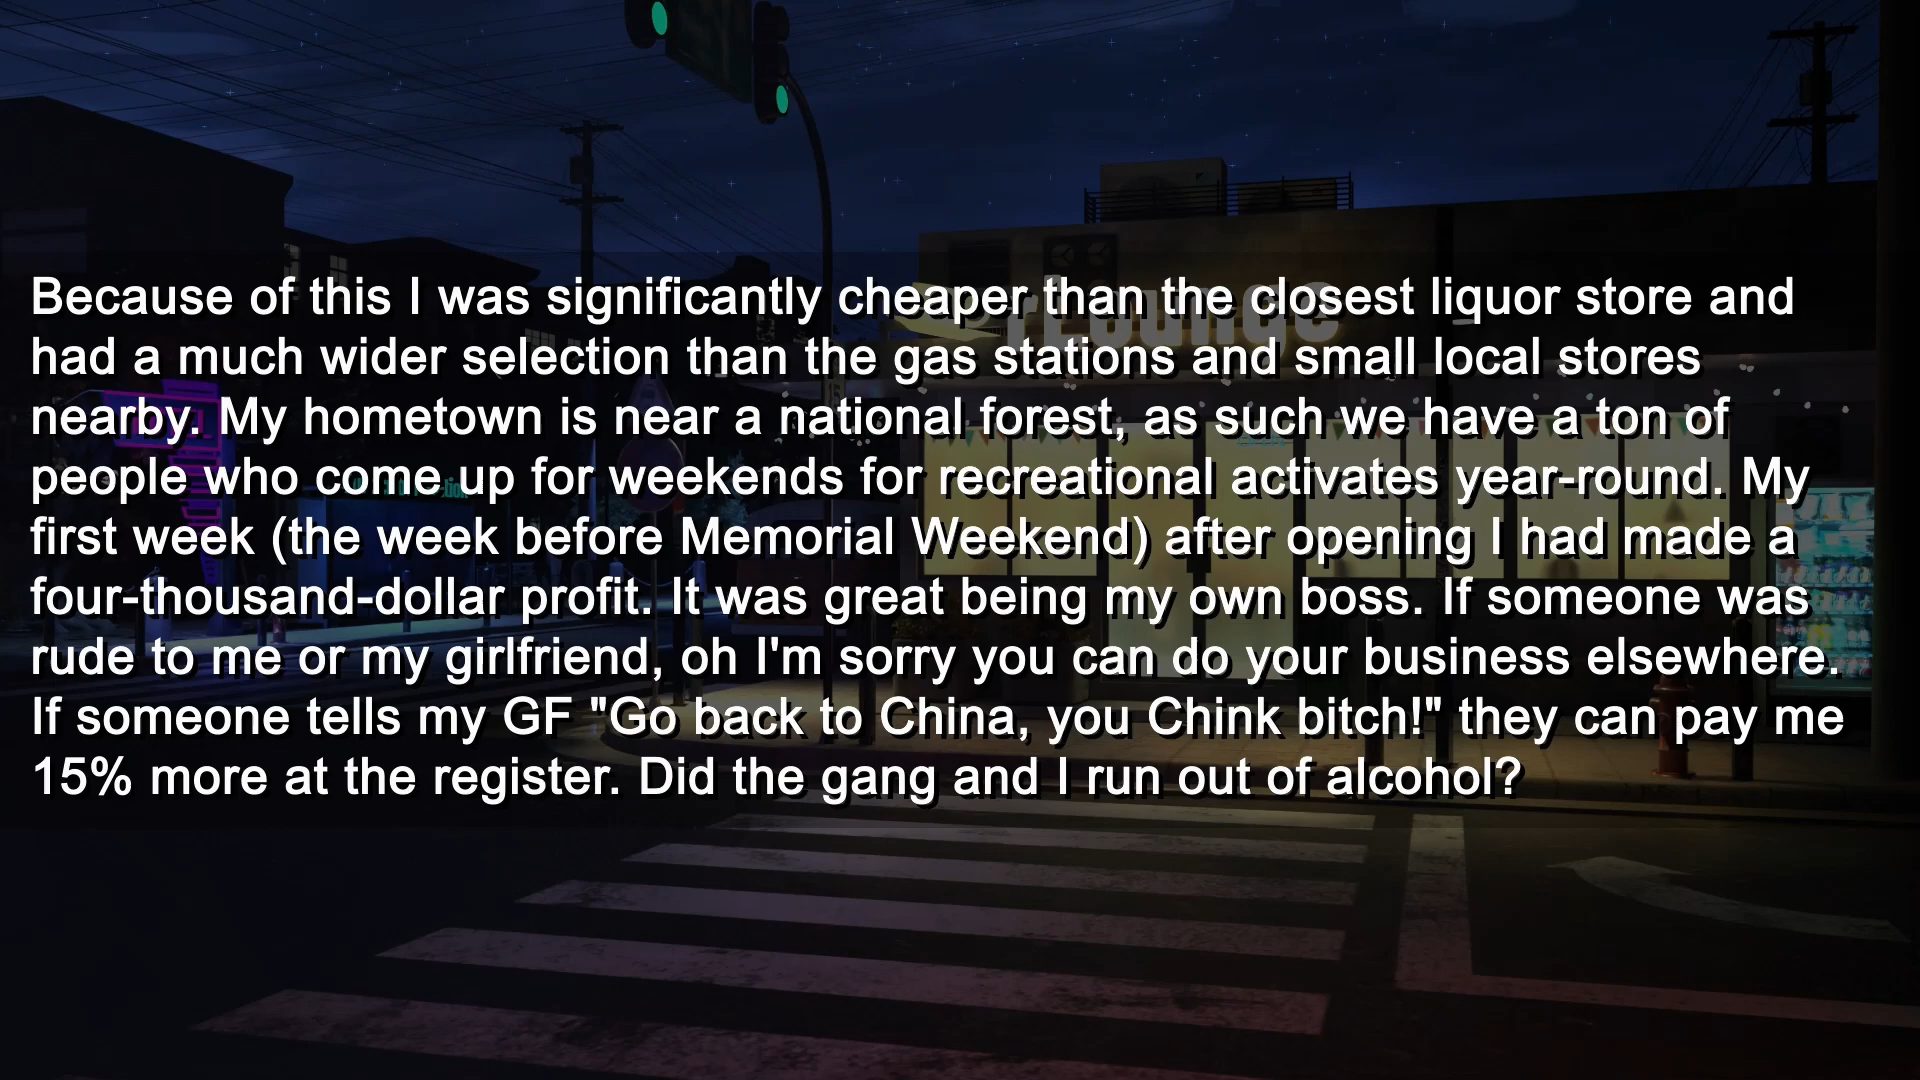 Because of this I was significantly cheaper than the closest liquor store and
had a much wider selection than the gas stations and small local stores
nearby. My hometown is near a national forest, as such we have a ton of
people who come up for weekends for recreational activates year-round. My
first week (the week before Memorial Weekend) after opening I had made a
four-thousand-dollar profit. It was great being my own boss. If someone was
rude to me or my girlfriend, oh I'm sorry you can do your business elsewhere.
If someone tells my GF "Go back to China, you Chink bitch!" they can pay me
15% more at the register. Did the gang and I run out of alcohol?